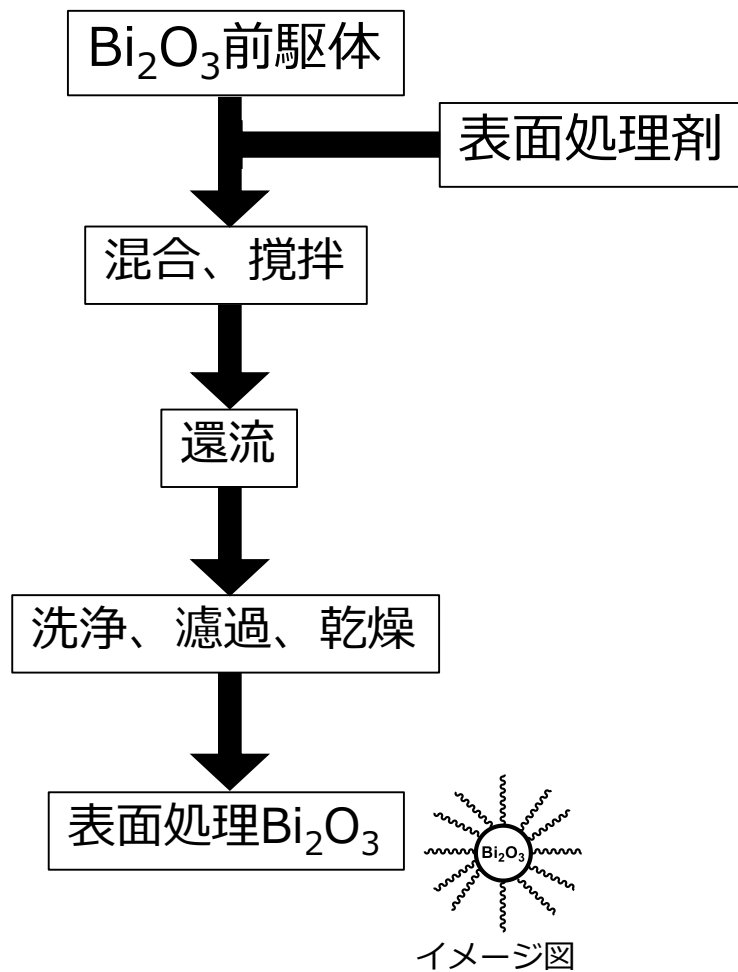 Bi₂O₃前駆体
表面処理剤
混合、撹拌
還流
洗浄、濾過、乾燥
表面処理Bi₂O₃
Bi₂O₃
イメージ図